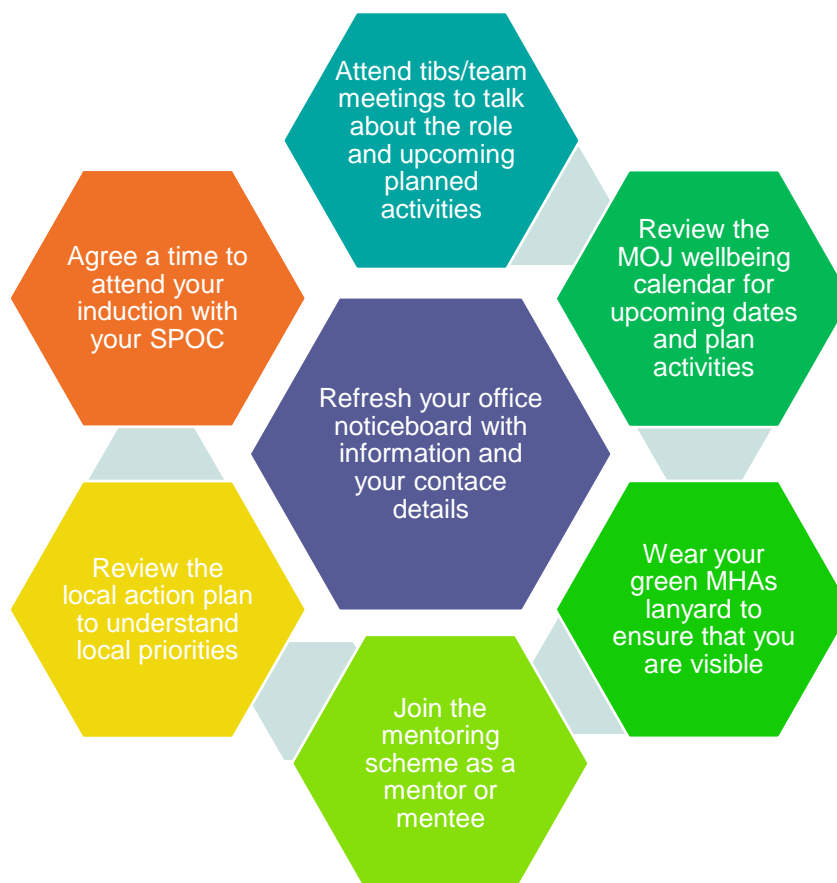 Attend tibs/team
meetings to talk
about the role
and upcoming
planned
activities
Review the
MOJ wellbeing
calendar for
upcoming dates
and plan
activities
Wear your
green MHAs
lanyard to
ensure that you
are visible
Join the
mentoring
scheme as a
mentor or
mentee
Review the
local action plan
to understand
local priorities
Agree a time to
attend your
induction with
your SPOC
Refresh your office
noticeboard with
information and
your contace
details